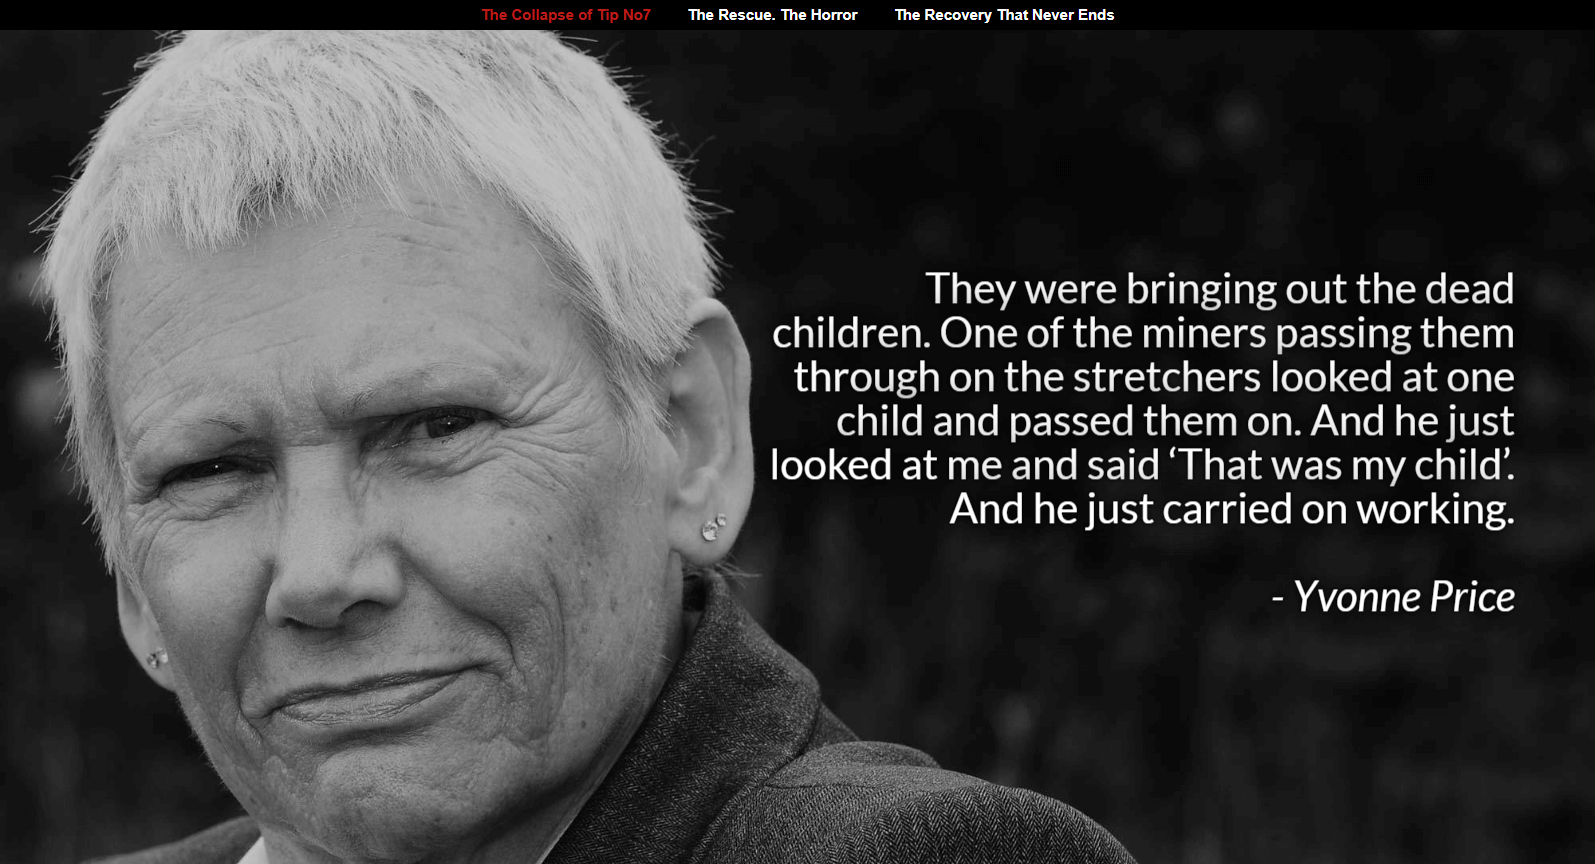 The Collapse of Tip No7 The Rescue. The Horror The Recovery That Never Ends
They were bringing out the dead
children. One of the miners passing them
through on the stretchers looked at one
child and passed them on. And he just
looked at me and said ‘That was my child’.
And he just carried on working.
- Yvonne Price